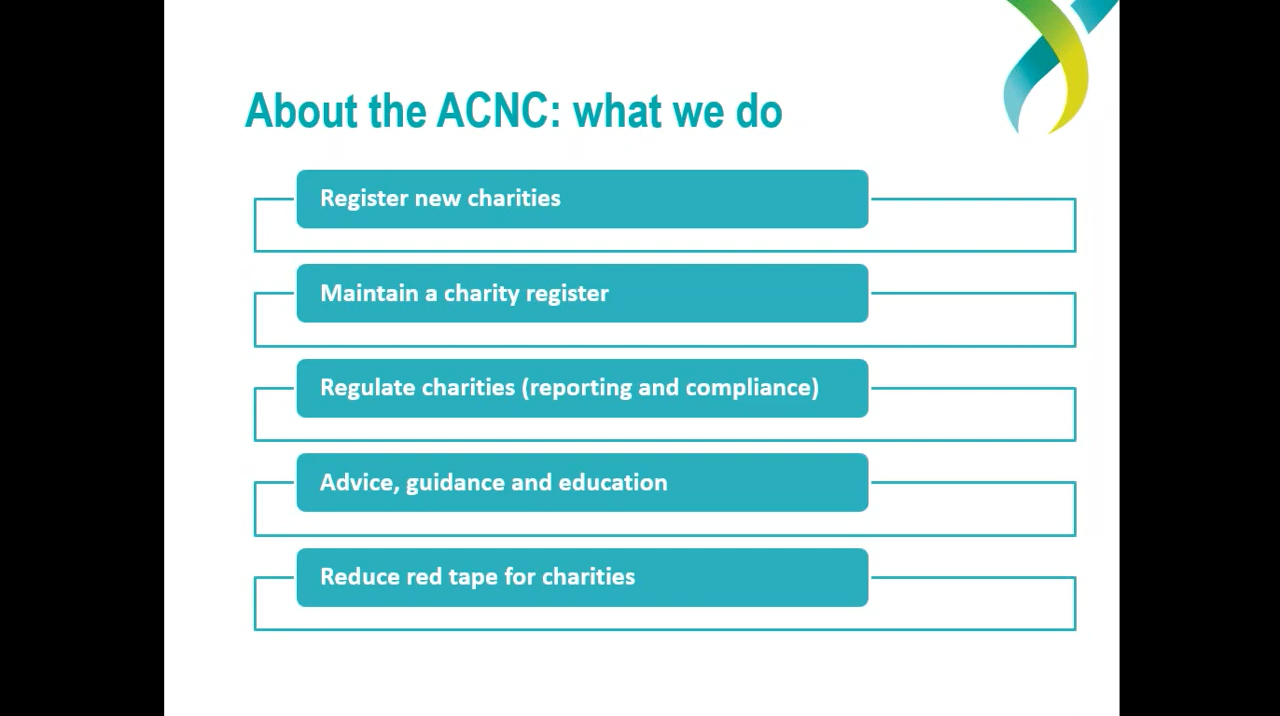 About the ACNC: what we do
Register new charities
Maintain a charity register
Regulate charities (reporting and compliance)
Advice, guidance and education
Reduce red tape for charities